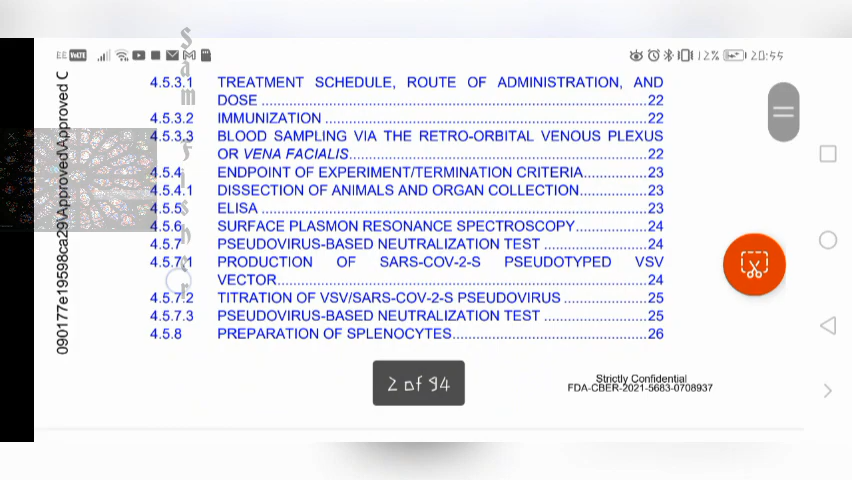 EE VoLTE 12% 20:55
090177e19598ca29\Approved\Approved O
Sam fisher
4.5.3.1 TREATMENT SCHEDULE, ROUTE OF ADMINISTRATION, AND
DOSE ... 22
4.5.3.2 IMMUNIZATION ... 22
4.5.3.3 BLOOD SAMPLING VIA THE RETRO-ORBITAL VENOUS PLEXUS
OR VENA FACIALIS ... 22
4.5.4 ENDPOINT OF EXPERIMENT/TERMINATION CRITERIA ... 23
4.5.4.1 DISSECTION OF ANIMALS AND ORGAN COLLECTION ... 23
4.5.5 ELISA ... 23
4.5.6 SURFACE PLASMON RESONANCE SPECTROSCOPY ... 24
4.5.7 PSEUDOVIRUS-BASED NEUTRALIZATION TEST ... 24
4.5.7.1 PRODUCTION OF SARS-COV-2-S PSEUDOTYPED VSV
VECTOR ... 24
4.5.7.2 TITRATION OF VSV/SARS-COV-2-S PSEUDOVIRUS ... 25
4.5.7.3 PSEUDOVIRUS-BASED NEUTRALIZATION TEST ... 25
4.5.8 PREPARATION OF SPLENOCYTES ... 26
2 of 94
Strictly Confidential
FDA-CBER-2021-5683-0708937